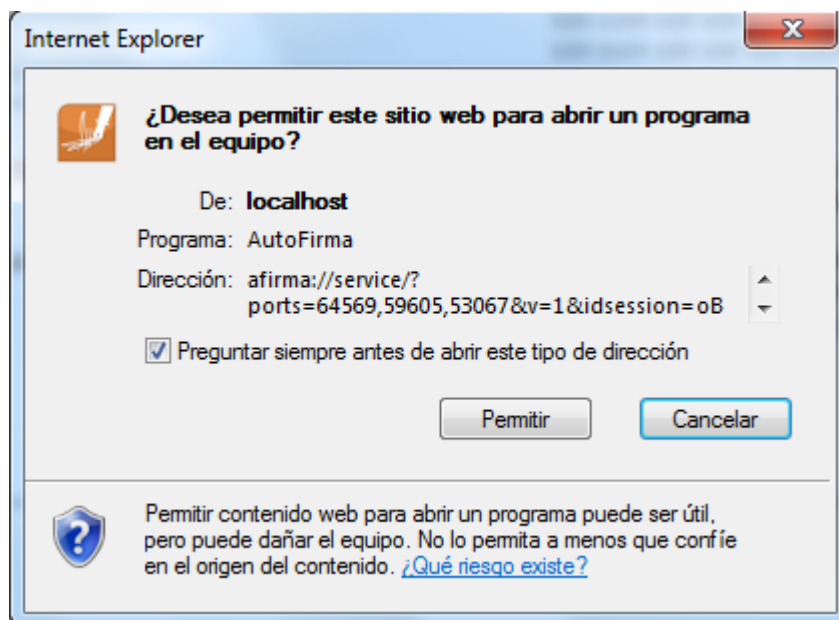 Internet Explorer
¿Desea permitir este sitio web para abrir un programa
en el equipo?
De: localhost
Programa: AutoFirma
Dirección: afirma://service/?
ports=64569,59605,53067&v=1&idsession=oB
Preguntar siempre antes de abrir este tipo de dirección
Permitir Cancelar
Permitir contenido web para abrir un programa puede ser útil,
pero puede dañar el equipo. No lo permita a menos que confíe
en el origen del contenido. ¿Qué riesgo existe?